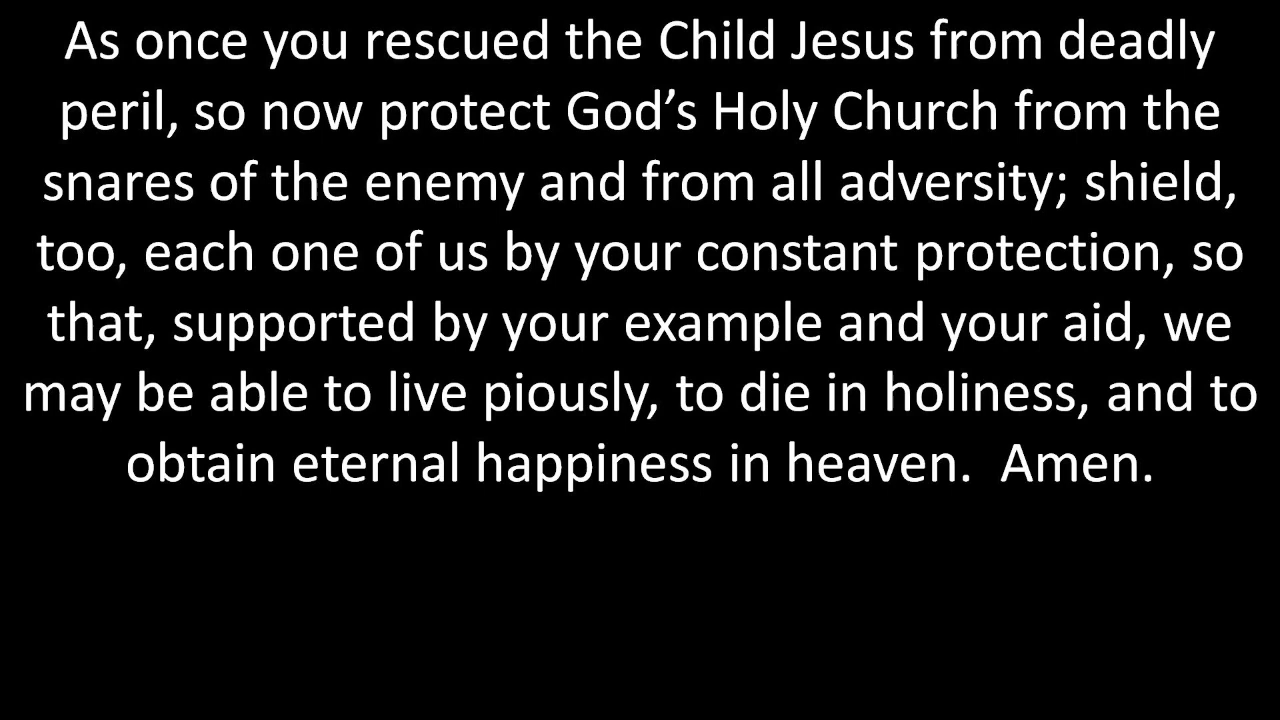 As once you rescued the Child Jesus from deadly
peril, so now protect God’s Holy Church from the
snares of the enemy and from all adversity; shield,
too, each one of us by your constant protection, so
that, supported by your example and your aid, we
may be able to live piously, to die in holiness, and to
obtain eternal happiness in heaven.  Amen.